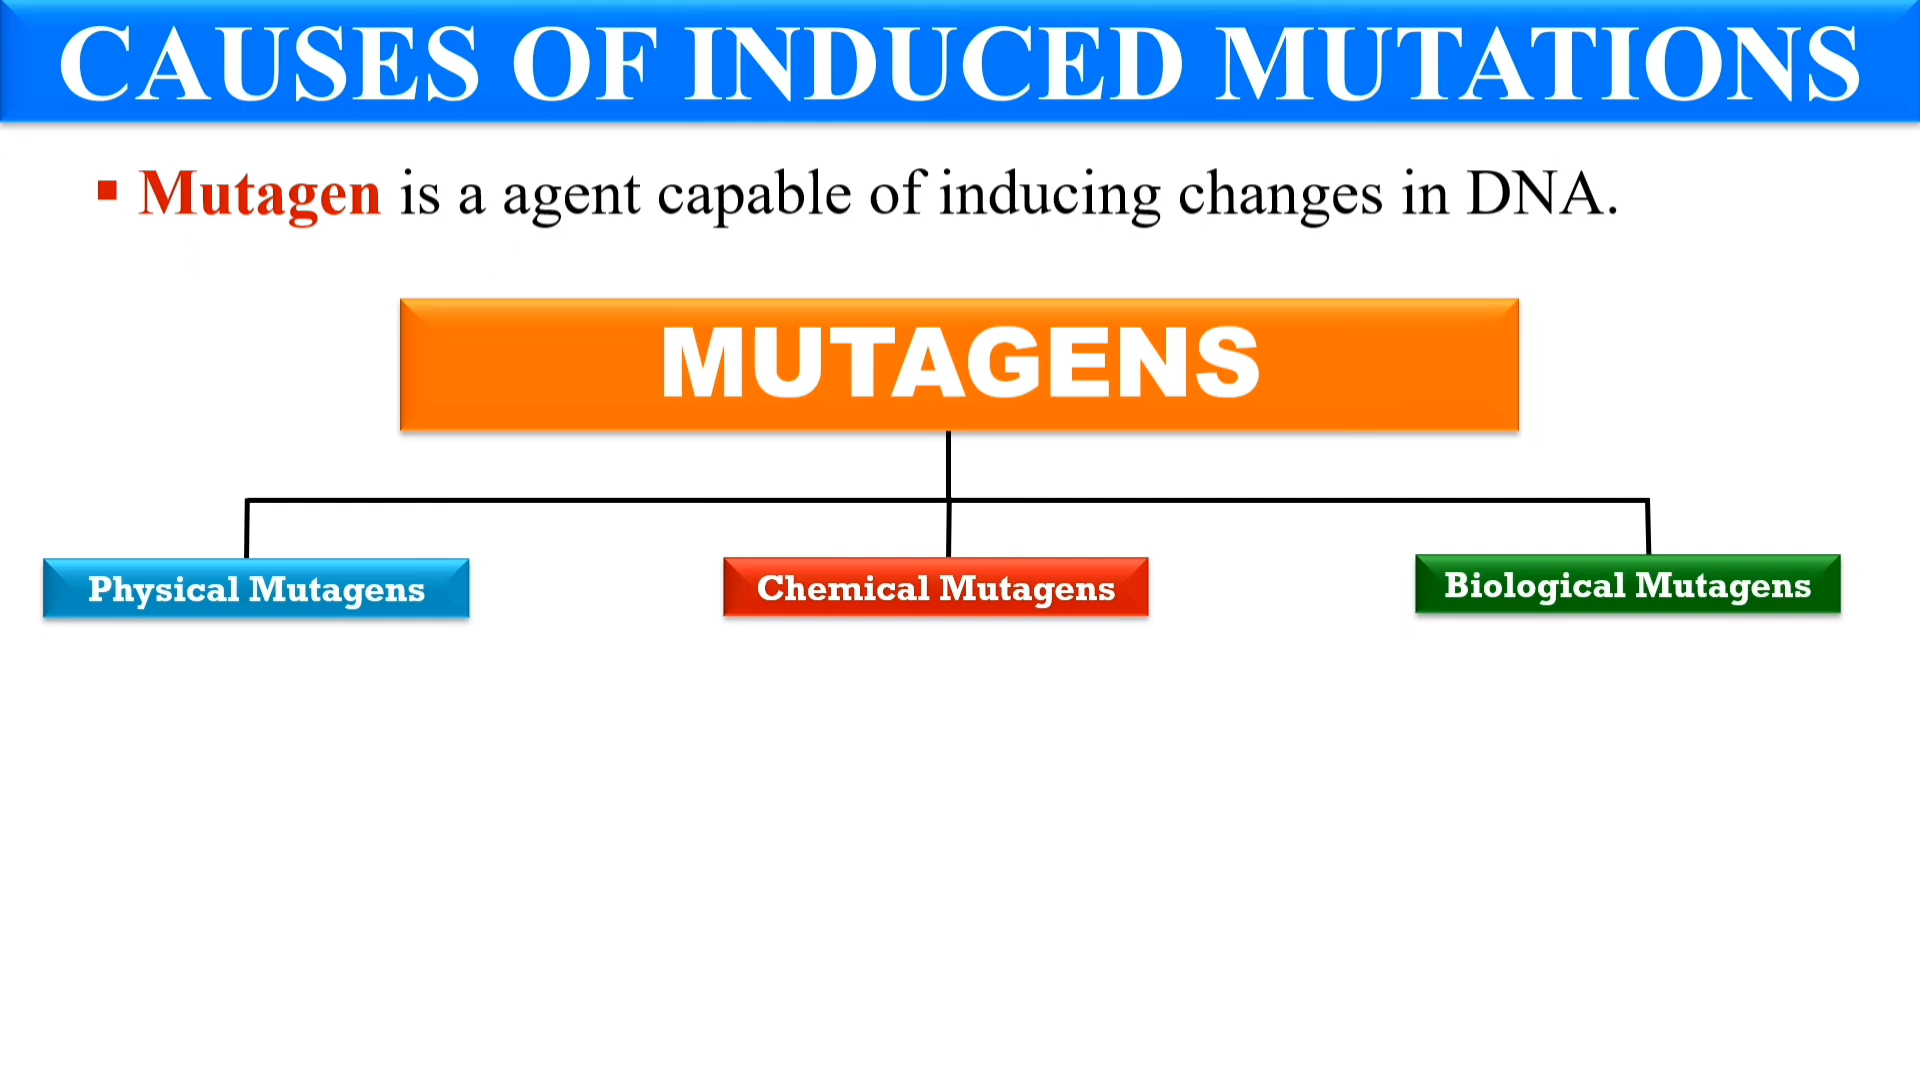 CAUSES OF INDUCED MUTATIONS
▪ Mutagen is a agent capable of inducing changes in DNA.
MUTAGENS
Physical Mutagens
Chemical Mutagens
Biological Mutagens